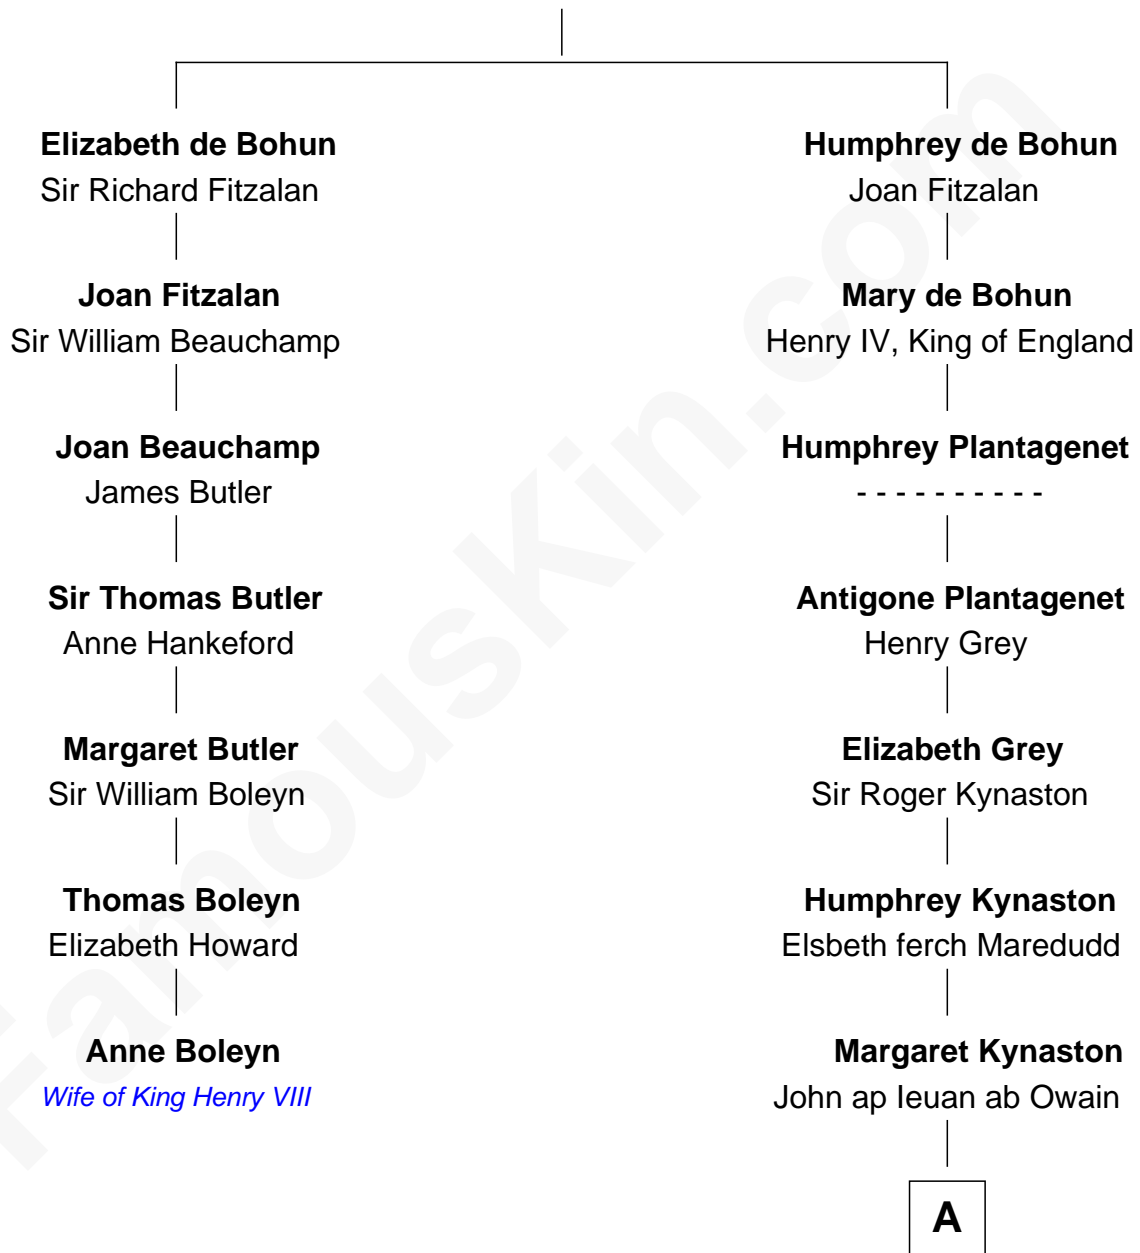 Elizabeth de Bohun
Sir Richard Fitzalan
Joan Fitzalan
Sir William Beauchamp
Joan Beauchamp
James Butler
Sir Thomas Butler
Anne Hankeford
Margaret Butler
Sir William Boleyn
Thomas Boleyn
Elizabeth Howard
Anne Boleyn
Wife of King Henry VIII
Humphrey de Bohun
Joan Fitzalan
Mary de Bohun
Henry IV, King of England
Humphrey Plantagenet
- - - - - - - - - -
Antigone Plantagenet
Henry Grey
Elizabeth Grey
Sir Roger Kynaston
Humphrey Kynaston
Elsbeth ferch Maredudd
Margaret Kynaston
John ap Ieuan ab Owain
A
FamousKin.com